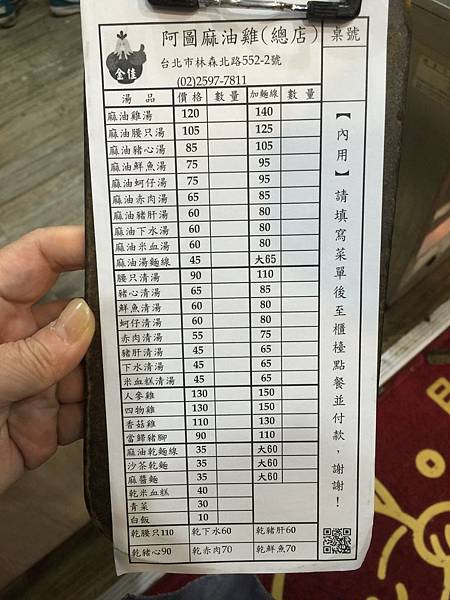 金佳
阿圖麻油雞(總店)
桌號
台北市林森北路552-2號
(02)2597-7811
湯品 價格 數量 加麵線 數量
麻油雞湯 120 140
麻油腰只湯 105 125
麻油豬心湯 85 105
麻油鮮魚湯 75 95
麻油蚵仔湯 75 95
麻油赤肉湯 65 85
麻油豬肝湯 60 80
麻油下水湯 60 80
麻油米血湯 60 80
麻油湯麵線 45 大65
腰只清湯 90 110
豬心清湯 65 85
鮮魚清湯 60 80
蚵仔清湯 60 80
赤肉清湯 55 75
豬肝清湯 45 65
下水清湯 45 65
米血糕清湯 45 65
人參雞 130 150
四物雞 130 150
香菇雞 110 130
當歸豬腳 90 110
麻油乾麵線 35 大60
沙茶乾麵 35 大60
麻醬麵 35 大60
乾米血糕 40
青菜 30
白飯 10
乾腰只110 乾下水60 乾豬肝60
乾豬心90 乾赤肉70 乾鮮魚70
【內用】請填寫菜單後至櫃檯點餐並付款，謝謝！